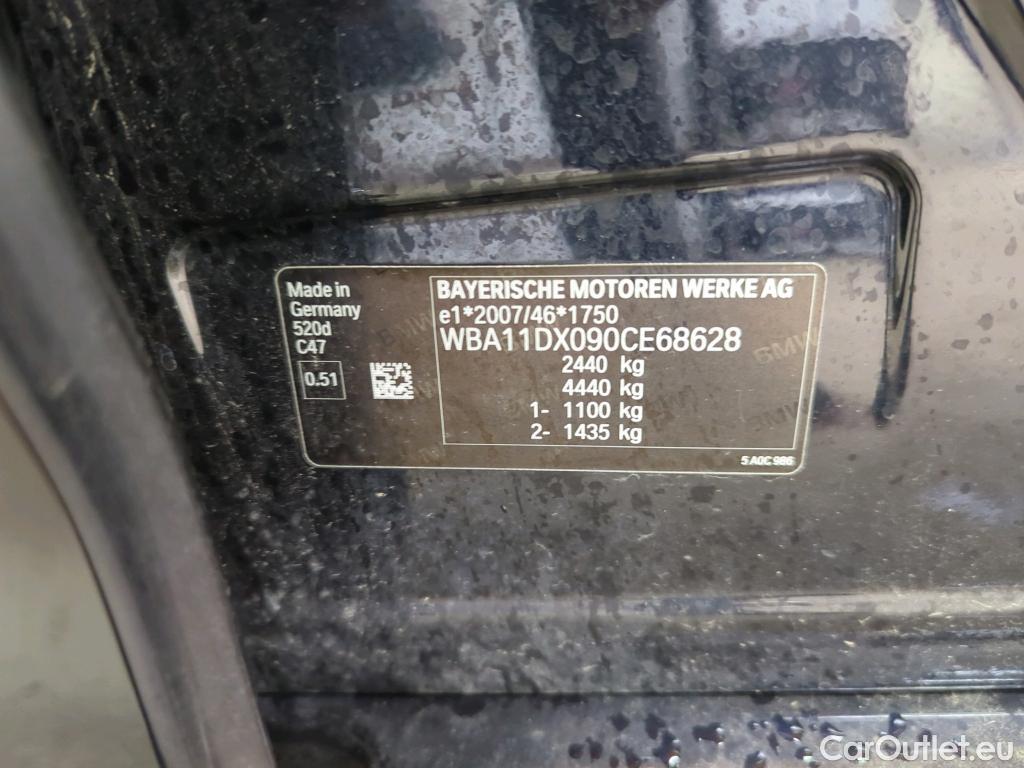 Made in
Germany
520d
C47
0.51
BAYERISCHE MOTOREN WERKE AG
e1*2007/46*1750
WBA11DX090CE68628
2440 kg
4440 kg
1- 1100 kg
2- 1435 kg
5 A0C 986
BMW
CarOutlet.eu